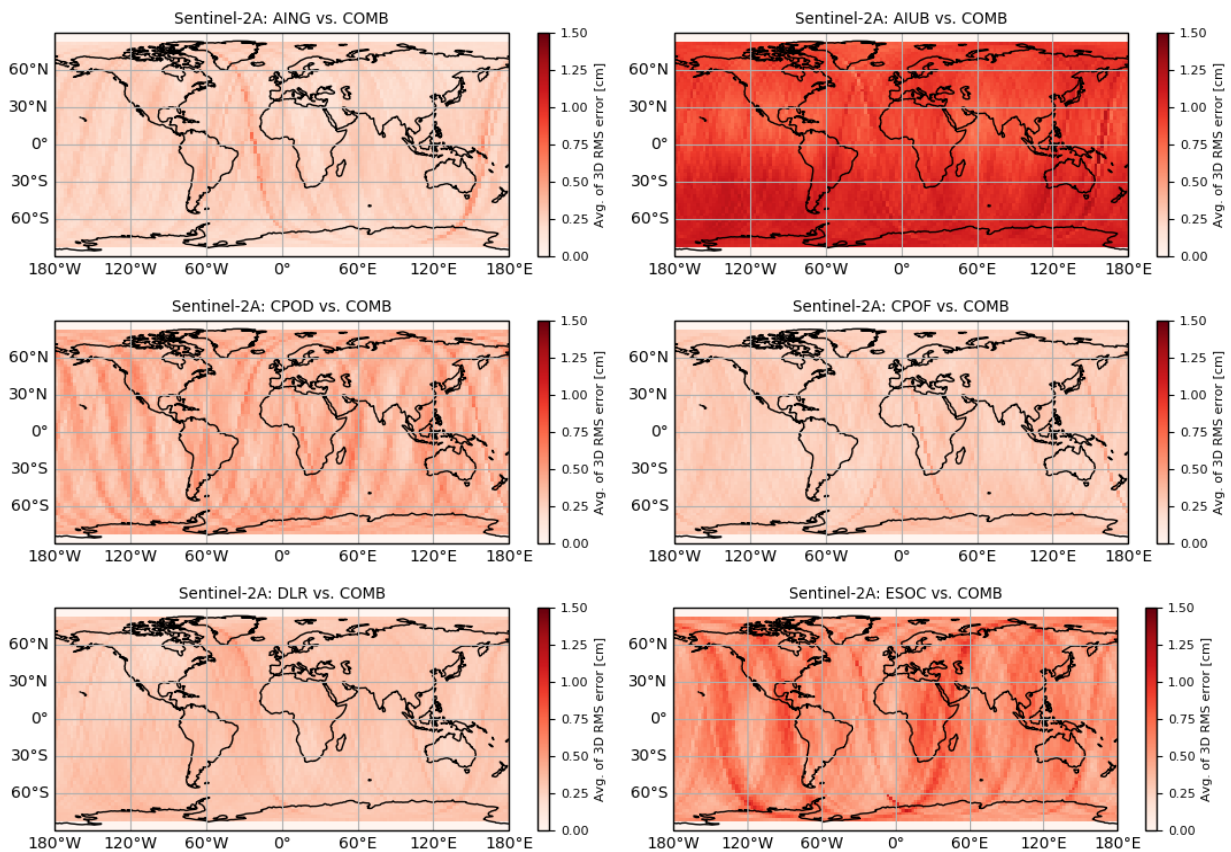 Sentinel-2A: AING vs. COMB
60°N
30°N
0°
30°S
60°S
180°W 120°W 60°W 0° 60°E 120°E 180°E
1.50
1.25
1.00
0.75
0.50
0.25
0.00
Avg. of 3D RMS error [cm]
Sentinel-2A: AIUB vs. COMB
60°N
30°N
0°
30°S
60°S
180°W 120°W 60°W 0° 60°E 120°E 180°E
1.50
1.25
1.00
0.75
0.50
0.25
0.00
Avg. of 3D RMS error [cm]
Sentinel-2A: CPOD vs. COMB
60°N
30°N
0°
30°S
60°S
180°W 120°W 60°W 0° 60°E 120°E 180°E
1.50
1.25
1.00
0.75
0.50
0.25
0.00
Avg. of 3D RMS error [cm]
Sentinel-2A: CPOF vs. COMB
60°N
30°N
0°
30°S
60°S
180°W 120°W 60°W 0° 60°E 120°E 180°E
1.50
1.25
1.00
0.75
0.50
0.25
0.00
Avg. of 3D RMS error [cm]
Sentinel-2A: DLR vs. COMB
60°N
30°N
0°
30°S
60°S
180°W 120°W 60°W 0° 60°E 120°E 180°E
1.50
1.25
1.00
0.75
0.50
0.25
0.00
Avg. of 3D RMS error [cm]
Sentinel-2A: ESOC vs. COMB
60°N
30°N
0°
30°S
60°S
180°W 120°W 60°W 0° 60°E 120°E 180°E
1.50
1.25
1.00
0.75
0.50
0.25
0.00
Avg. of 3D RMS error [cm]